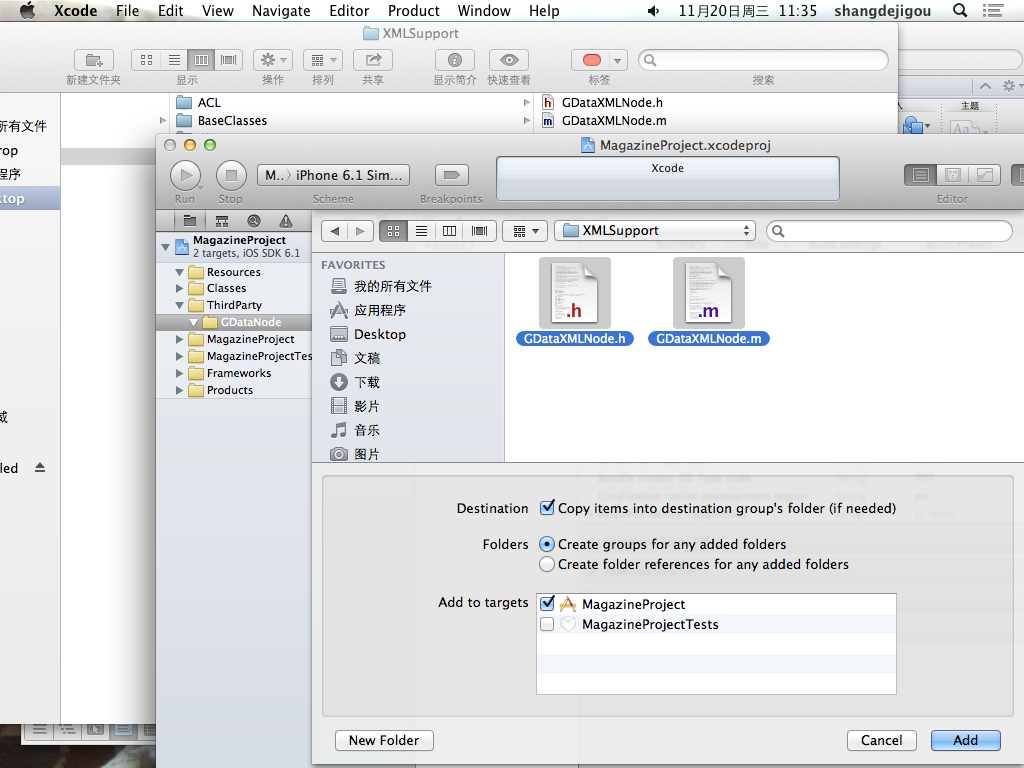 Xcode File Edit View Navigate Editor Product Window Help 11月20日周三 11:35 shangdejigou
XMLSupport
新建文件夹 显示 操作 排列 共享 显示简介 快速查看 标签 搜索
ACL GDataXMLNode.h
BaseClasses GDataXMLNode.m
所有文件
rop
程序
top
led
主题
Aa
MagazineProject.xcodeproj
M.. iPhone 6.1 Sim... Xcode
Run Stop Scheme Breakpoints Editor
MagazineProject
2 targets, iOS SDK 6.1
Resources
Classes
ThirdParty
GDataNode
MagazineProject
MagazineProjectTes
Frameworks
Products
XMLSupport
FAVORITES
我的所有文件
应用程序
Desktop
文稿
下载
影片
音乐
图片
.h .m
GDataXMLNode.h GDataXMLNode.m
Destination Copy items into destination group's folder (if needed)
Folders Create groups for any added folders
Create folder references for any added folders
Add to targets MagazineProject
MagazineProjectTests
New Folder Cancel Add